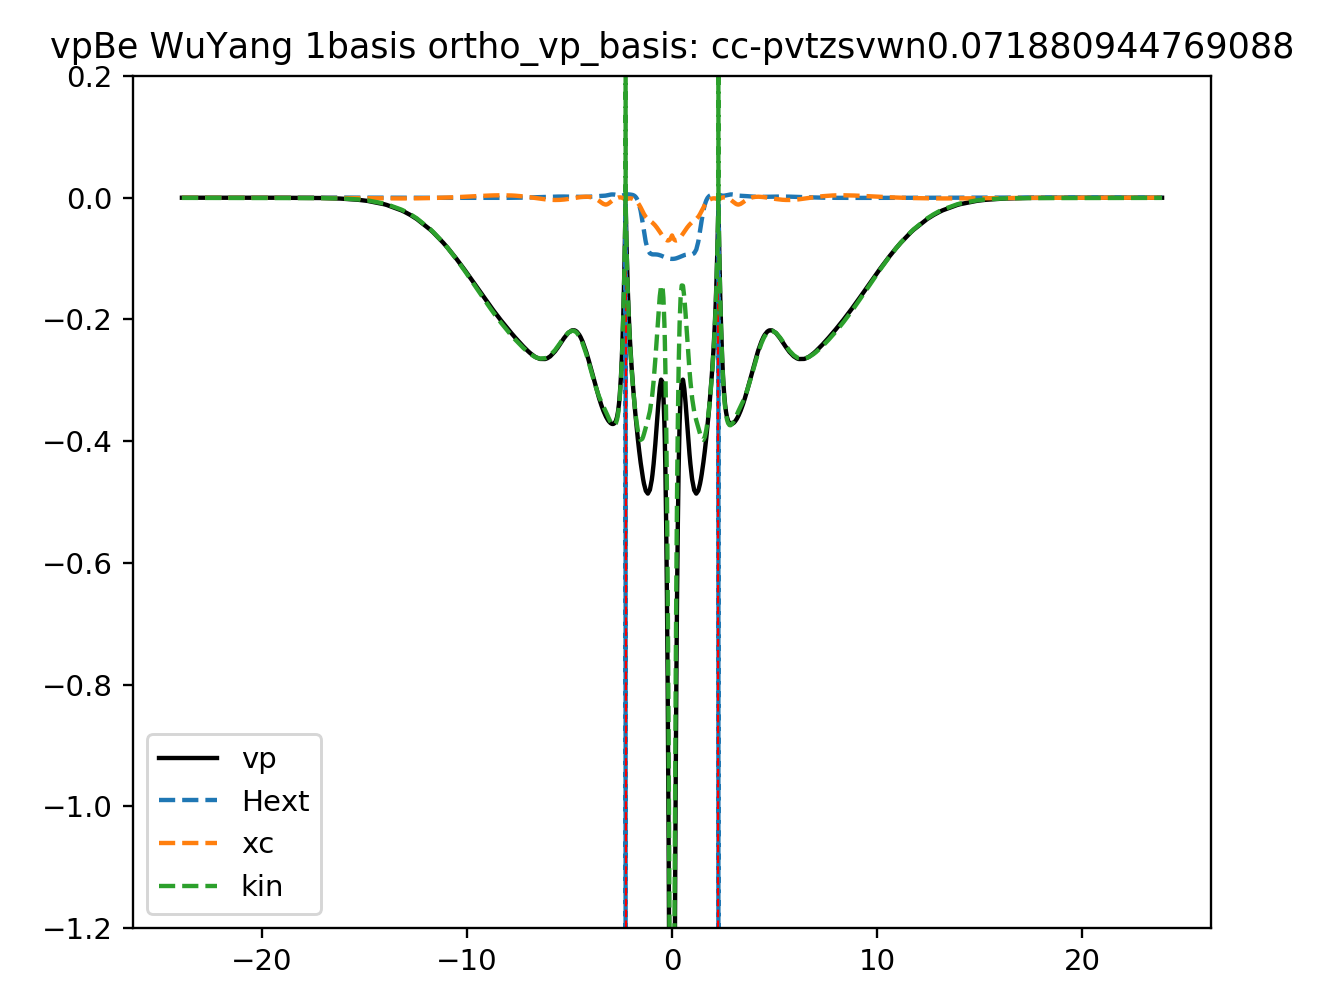 vpBe WuYang 1basis ortho_vp_basis: cc-pvtzsvwn0.071880944769088
0.2
0.0
−0.2
−0.4
−0.6
−0.8
−1.0
−1.2
vp
Hext
xc
kin
−20
−10
0
10
20